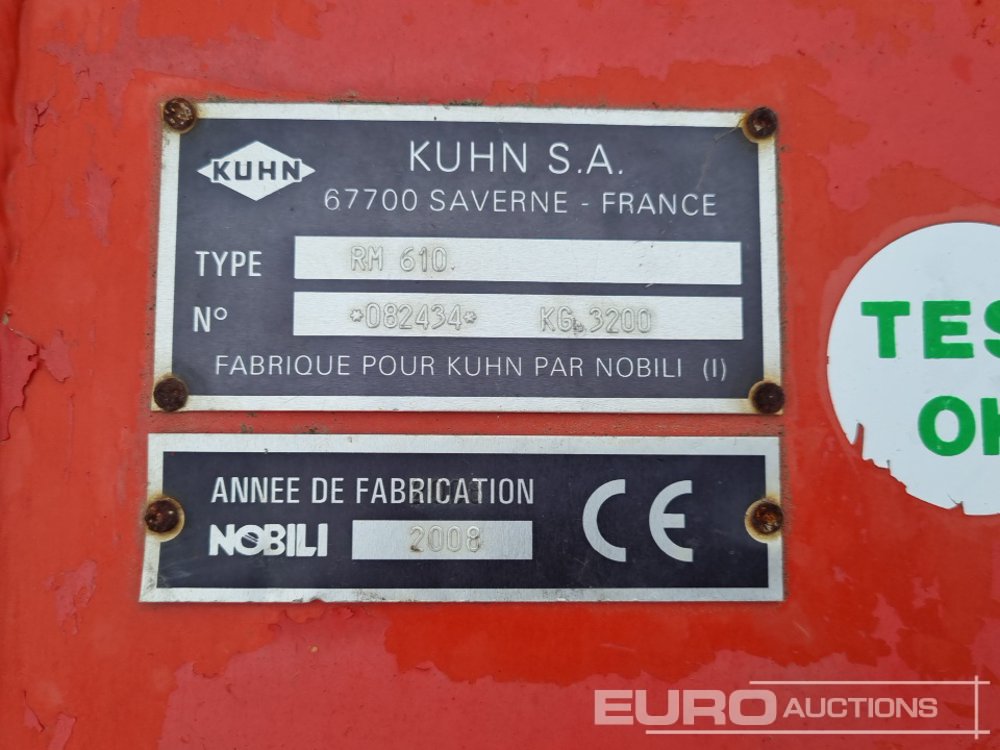 KUHN
KUHN S.A.
67700 SAVERNE - FRANCE
TYPE RM 610
N° *082434* KG. 3200
FABRIQUE POUR KUHN PAR NOBILI (I)
ANNEE DE FABRICATION
NOBILI 2008 CE
TES
OK
EURO AUCTIONS